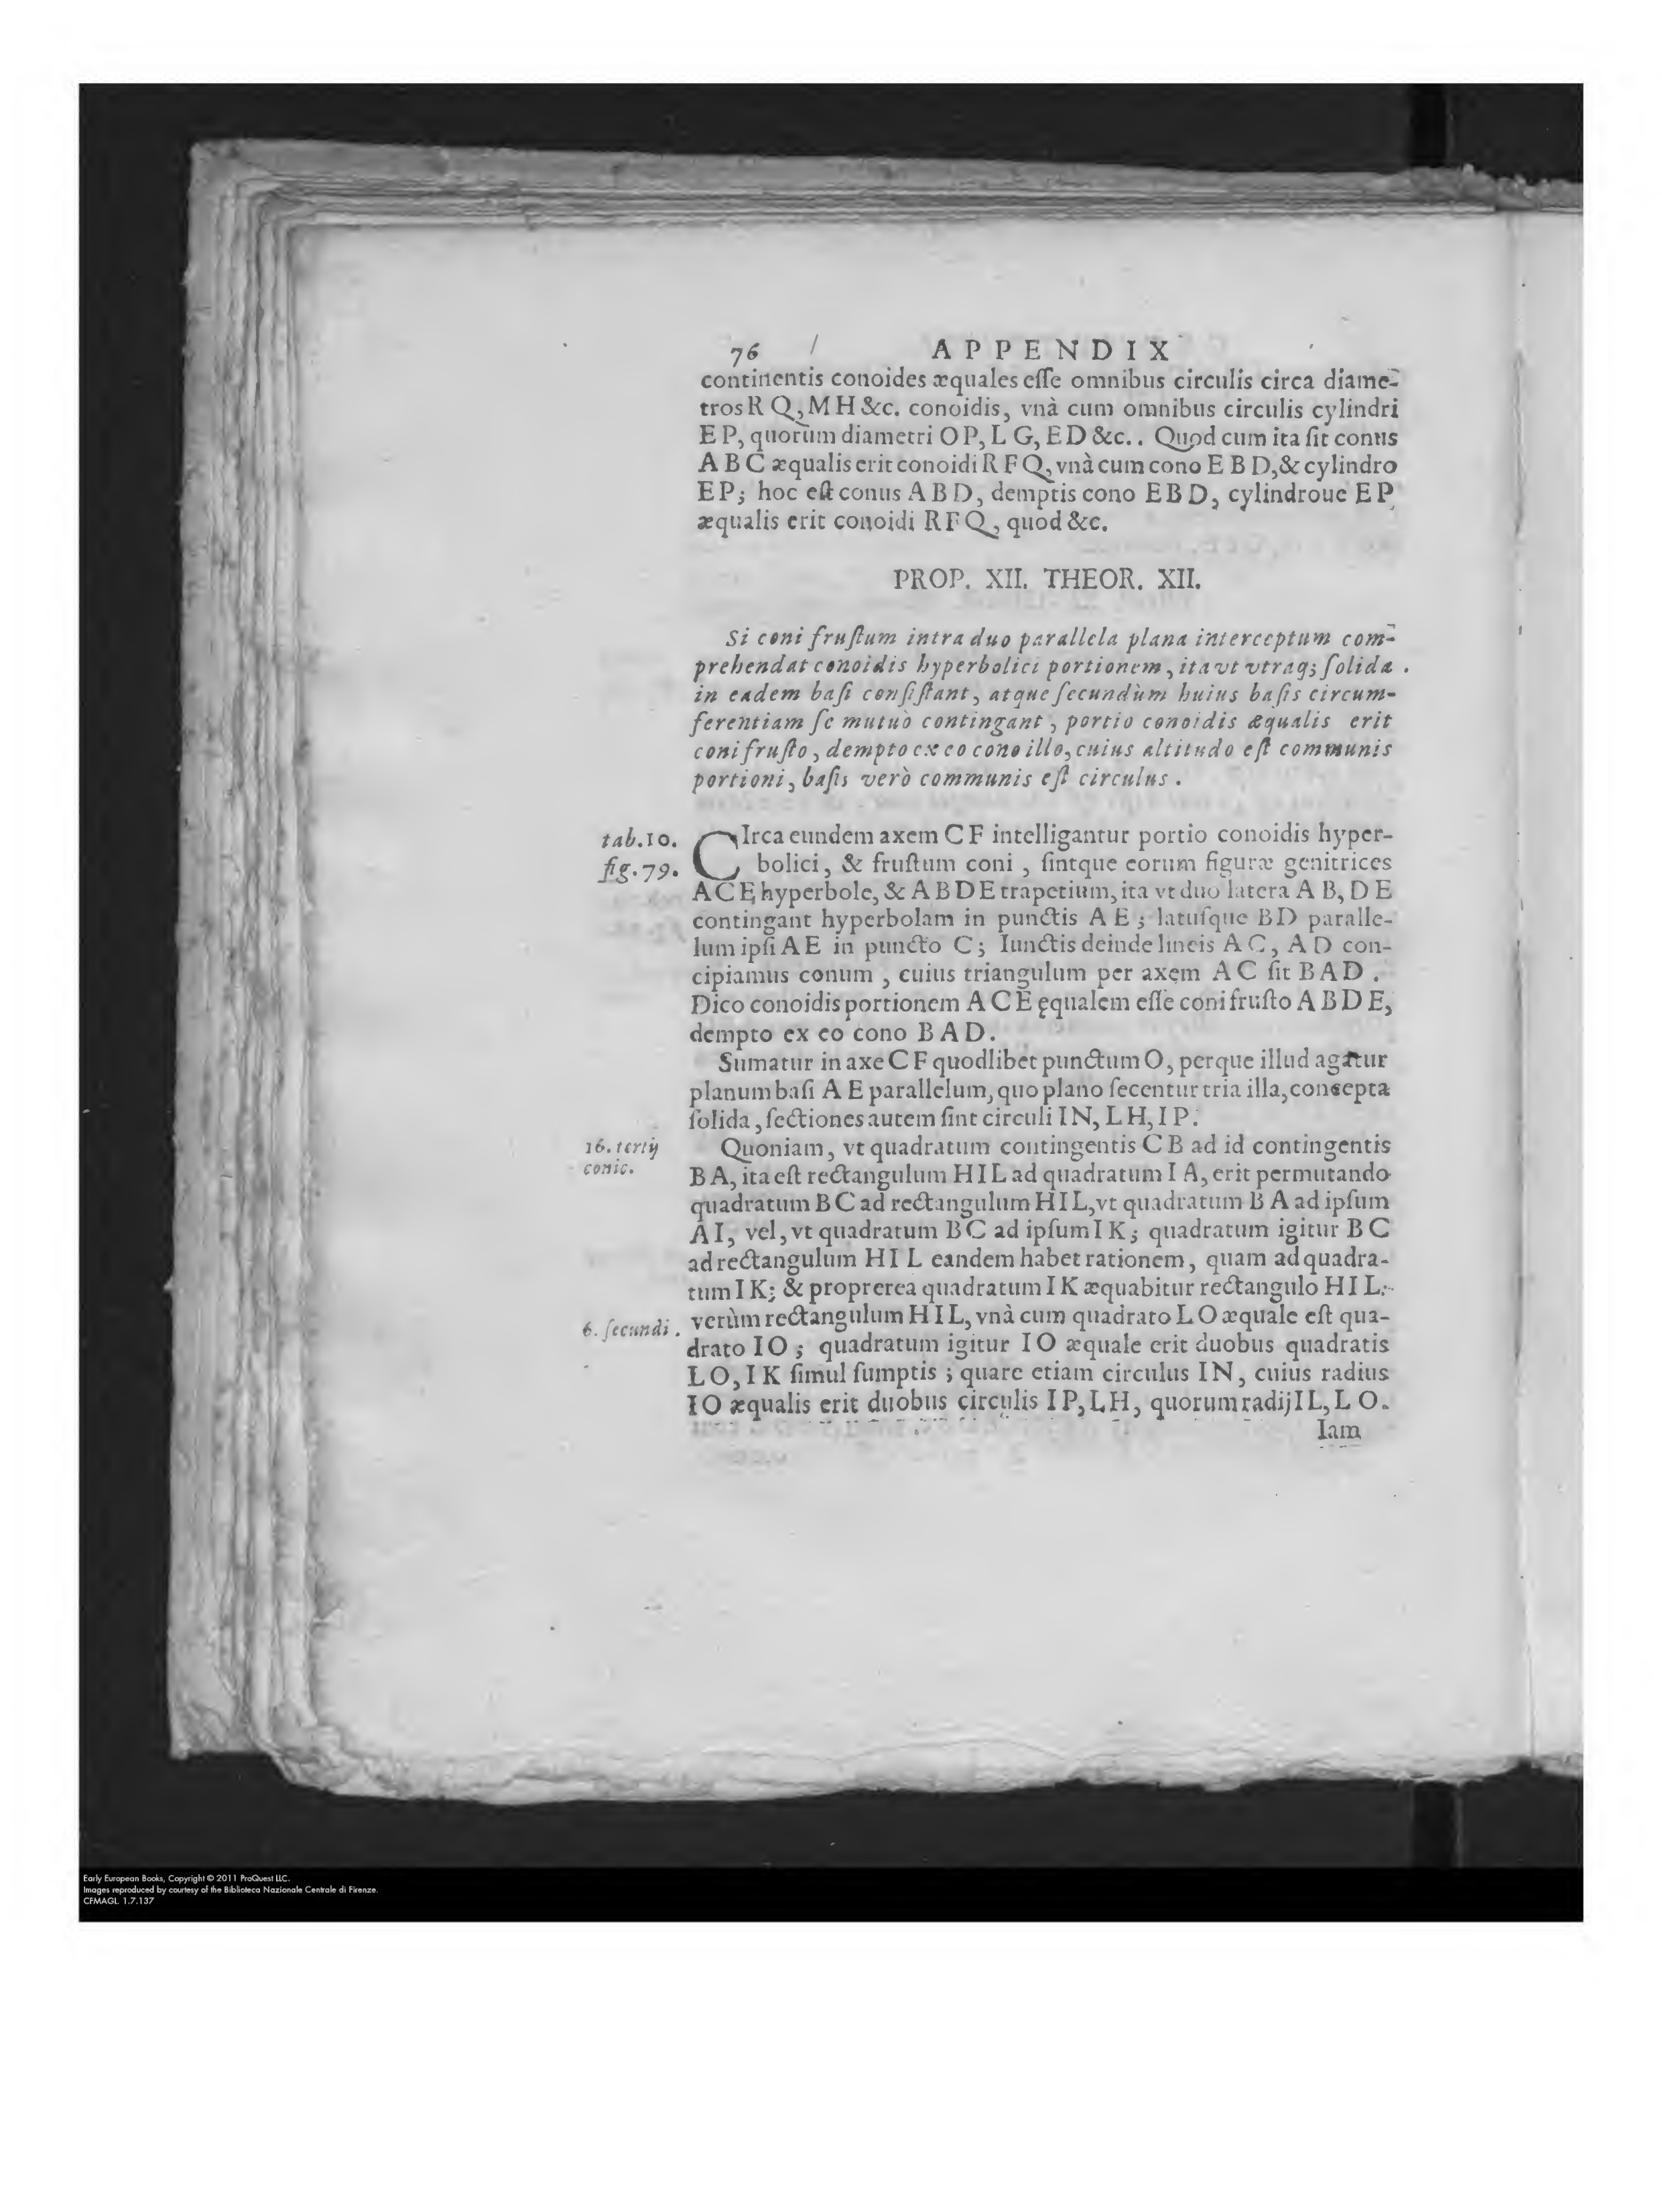 76 APPENDIX
continentis conoides æquales eſſe omnibus circulis circa diame-
tros R Q, M H &c. conoidis, vnà cum omnibus circulis cylindri
E P, quorum diametri O P, L G, E D &c.. Quod cum ita ſit conus
A B C æqualis erit conoidi R F Q, vnà cum cono E B D, & cylindro
E P; hoc eſt conus A B D, demptis cono E B D, cylindroue E P
æqualis erit conoidi R F Q, quod &c.
PROP. XII. THEOR. XII.
Si coni fruſtum intra duo parallela plana interceptum com-
prehendat conoidis hyperbolici portionem, ita vt vtraq; ſolida
in eadem baſi conſiſtant, atque ſecundùm huius baſis circum-
ferentiam ſe mutuò contingant, portio conoidis æqualis erit
coni fruſto, dempto ex eo cono illo, cuius altitudo eſt communis
portioni, baſis verò communis eſt circulus.
tab. 10.
fig. 79.
CIrca eundem axem C F intelligantur portio conoidis hyper-
bolici, & fruſtum coni, ſintque eorum figuræ genitrices
A C E, hyperbole, & A B D E trapetium, ita vt duo latera A B, D E
contingant hyperbolam in punctis A E; latuſque B D paralle-
lum ipſi A E in puncto C; Iunctis deinde lineis A C, A D con-
cipiamus conum, cuius triangulum per axem A C ſit B A D.
Dico conoidis portionem A C E ęqualem eſſe coni fruſto A B D E,
dempto ex eo cono B A D.
Sumatur in axe C F quodlibet punctum O, perque illud agatur
planum baſi A E parallelum, quo plano ſecentur tria illa, concepta
ſolida, ſectiones autem ſint circuli I N, L H, I P.
16. tertij
conic.
Quoniam, vt quadratum contingentis C B ad id contingentis
B A, ita eſt rectangulum H I L ad quadratum I A, erit permutando
quadratum B C ad rectangulum H I L, vt quadratum B A ad ipſum
A I, vel, vt quadratum B C ad ipſum I K; quadratum igitur B C
ad rectangulum H I L eandem habet rationem, quam ad quadra-
tum I K; & proprerea quadratum I K æquabitur rectangulo H I L:
6. ſecundi.
verùm rectangulum H I L, vnà cum quadrato L O æquale eſt qua-
drato I O; quadratum igitur I O æquale erit duobus quadratis
L O, I K ſimul ſumptis; quare etiam circulus I N, cuius radius
I O æqualis erit duobus circulis I P, L H, quorum radij I L, L O.
Iam
Early European Books, Copyright © 2011 ProQuest LLC.
Images reproduced by courtesy of the Biblioteca Nazionale Centrale di Firenze.
CFMAGL 1.7.137